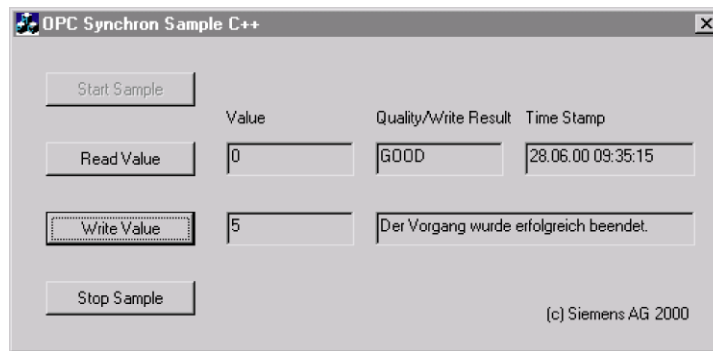 OPC Synchron Sample C++
Start Sample
Value Quality/Write Result Time Stamp
Read Value 0 GOOD 28.06.00 09:35:15
Write Value 5 Der Vorgang wurde erfolgreich beendet.
Stop Sample
(c) Siemens AG 2000